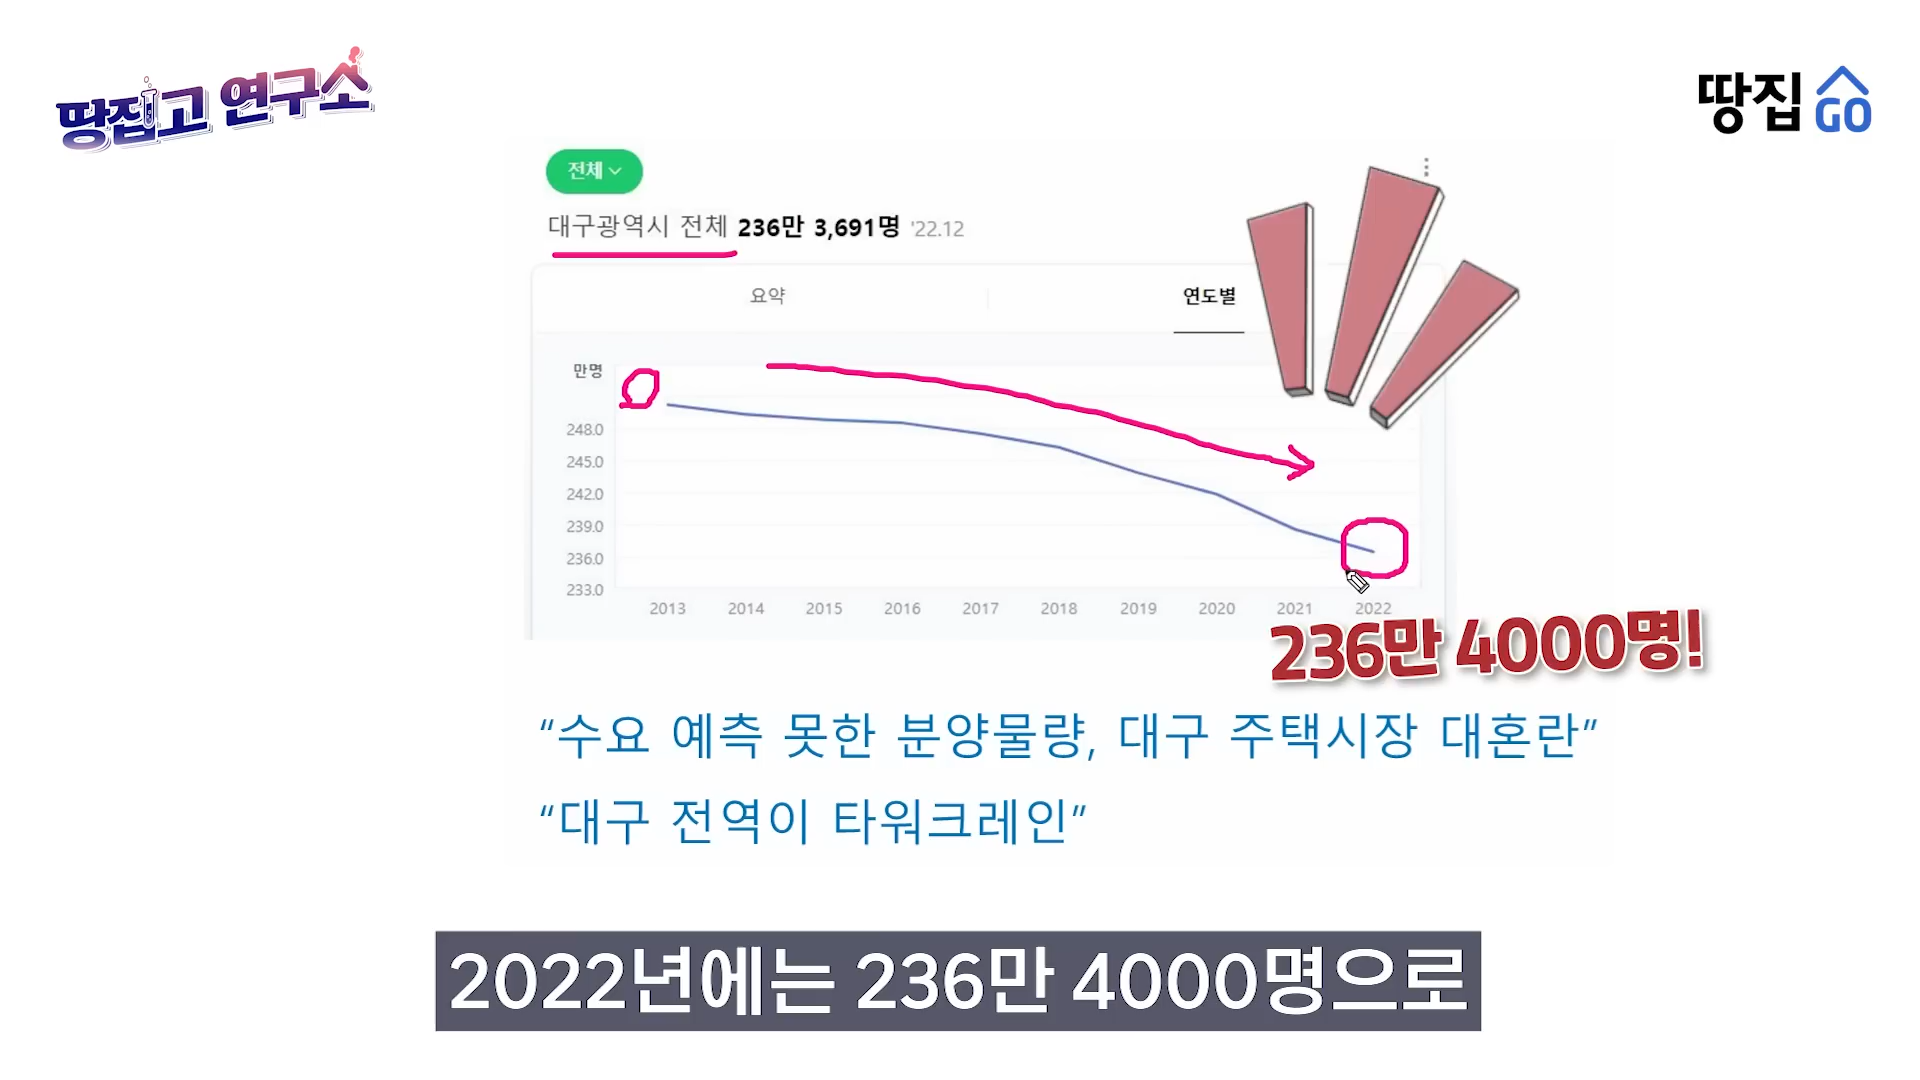 땅집고 연구소
땅집GO
전체
대구광역시 전체 236만 3,691명 '22.12
요약
연도별
만명
248.0
245.0
242.0
239.0
236.0
233.0
2013 2014 2015 2016 2017 2018 2019 2020 2021 2022
236만 4000명!
“수요 예측 못한 분양물량, 대구 주택시장 대혼란”
“대구 전역이 타워크레인”
2022년에는 236만 4000명으로